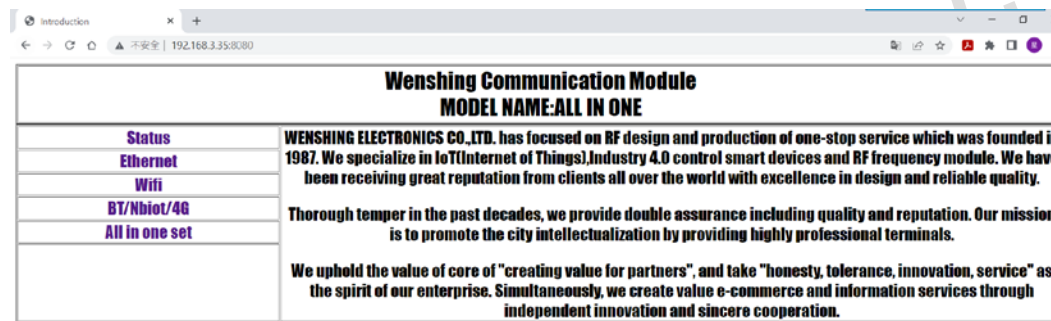 Introduction
不安全 | 192.168.3.35:8080
Wenshing Communication Module
MODEL NAME:ALL IN ONE
Status
Ethernet
Wifi
BT/Nbiot/4G
All in one set
WENSHING ELECTRONICS CO.,LTD. has focused on RF design and production of one-stop service which was founded i
1987. We specialize in IoT(Internet of Things),Industry 4.0 control smart devices and RF frequency module. We hav
been receiving great reputation from clients all over the world with excellence in design and reliable quality.
Thorough temper in the past decades, we provide double assurance including quality and reputation. Our mission
is to promote the city intellectualization by providing highly professional terminals.
We uphold the value of core of "creating value for partners", and take "honesty, tolerance, innovation, service" as
the spirit of our enterprise. Simultaneously, we create value e-commerce and information services through
independent innovation and sincere cooperation.